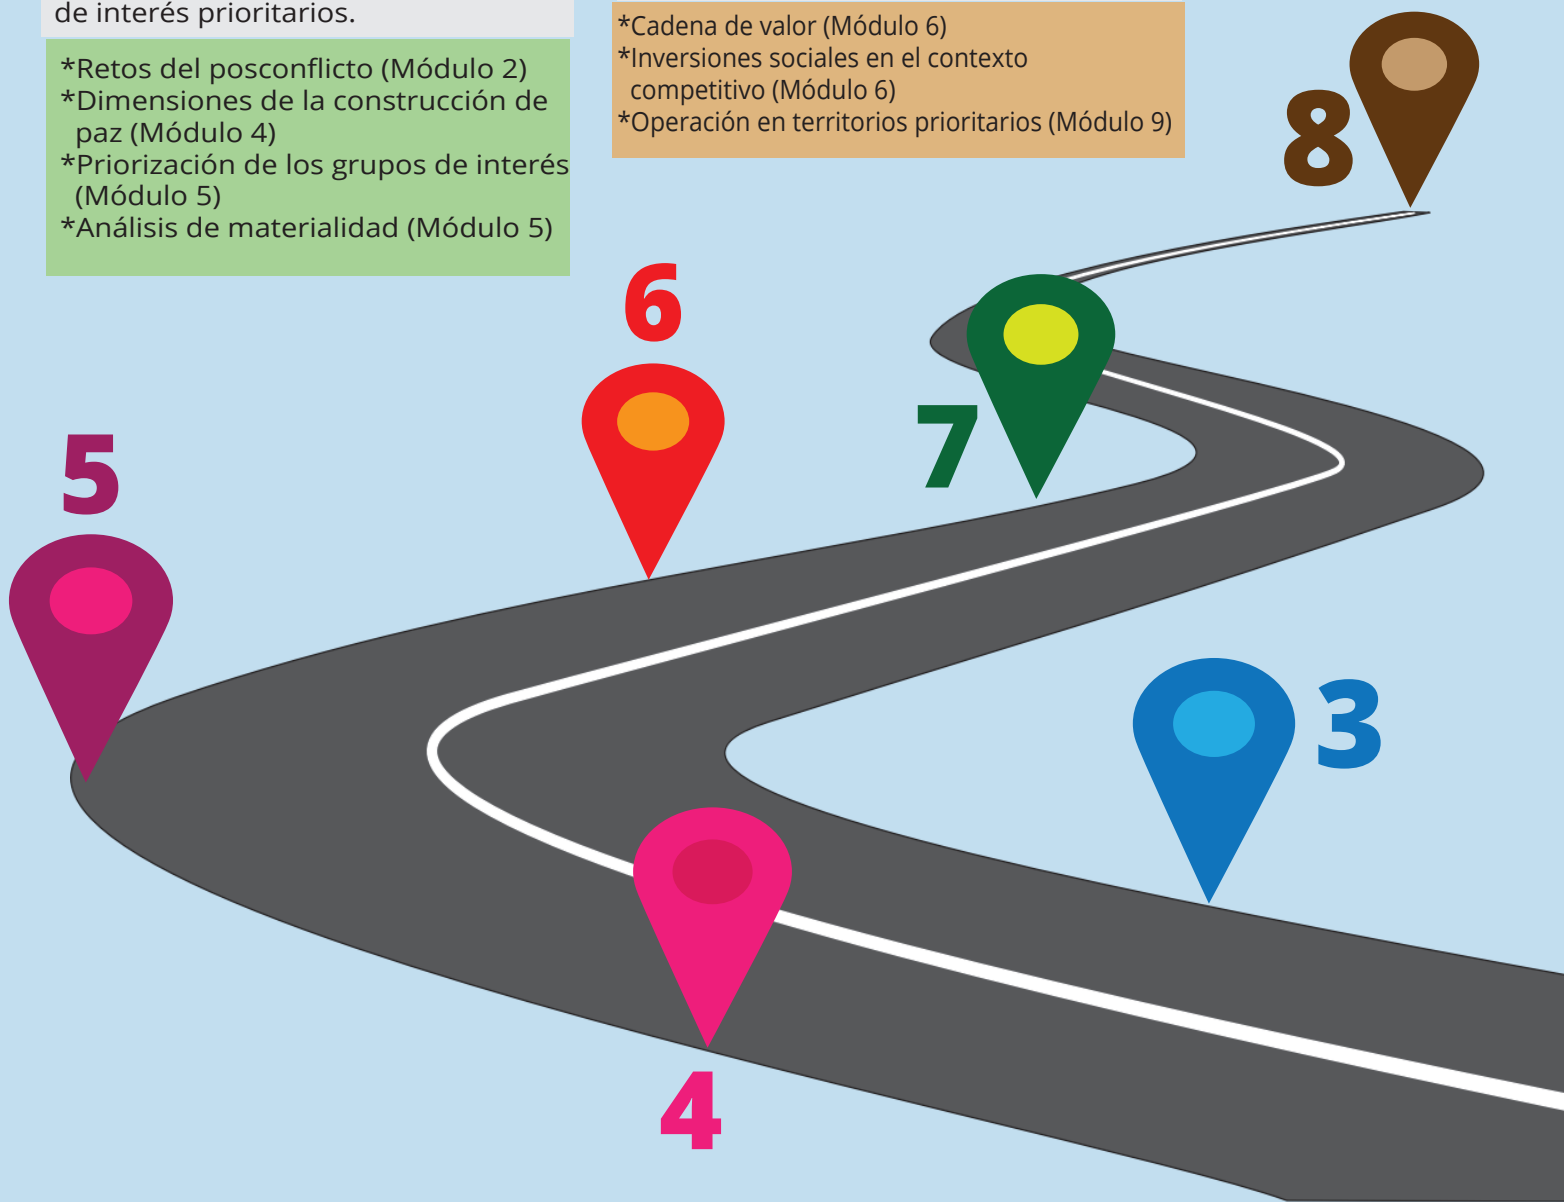 de interés prioritarios.
*Retos del posconflicto (Módulo 2)
*Dimensiones de la construcción de
paz (Módulo 4)
*Priorización de los grupos de interés
(Módulo 5)
*Análisis de materialidad (Módulo 5)
*Cadena de valor (Módulo 6)
*Inversiones sociales en el contexto
competitivo (Módulo 6)
*Operación en territorios prioritarios (Módulo 9)
8
6
7
5
3
4